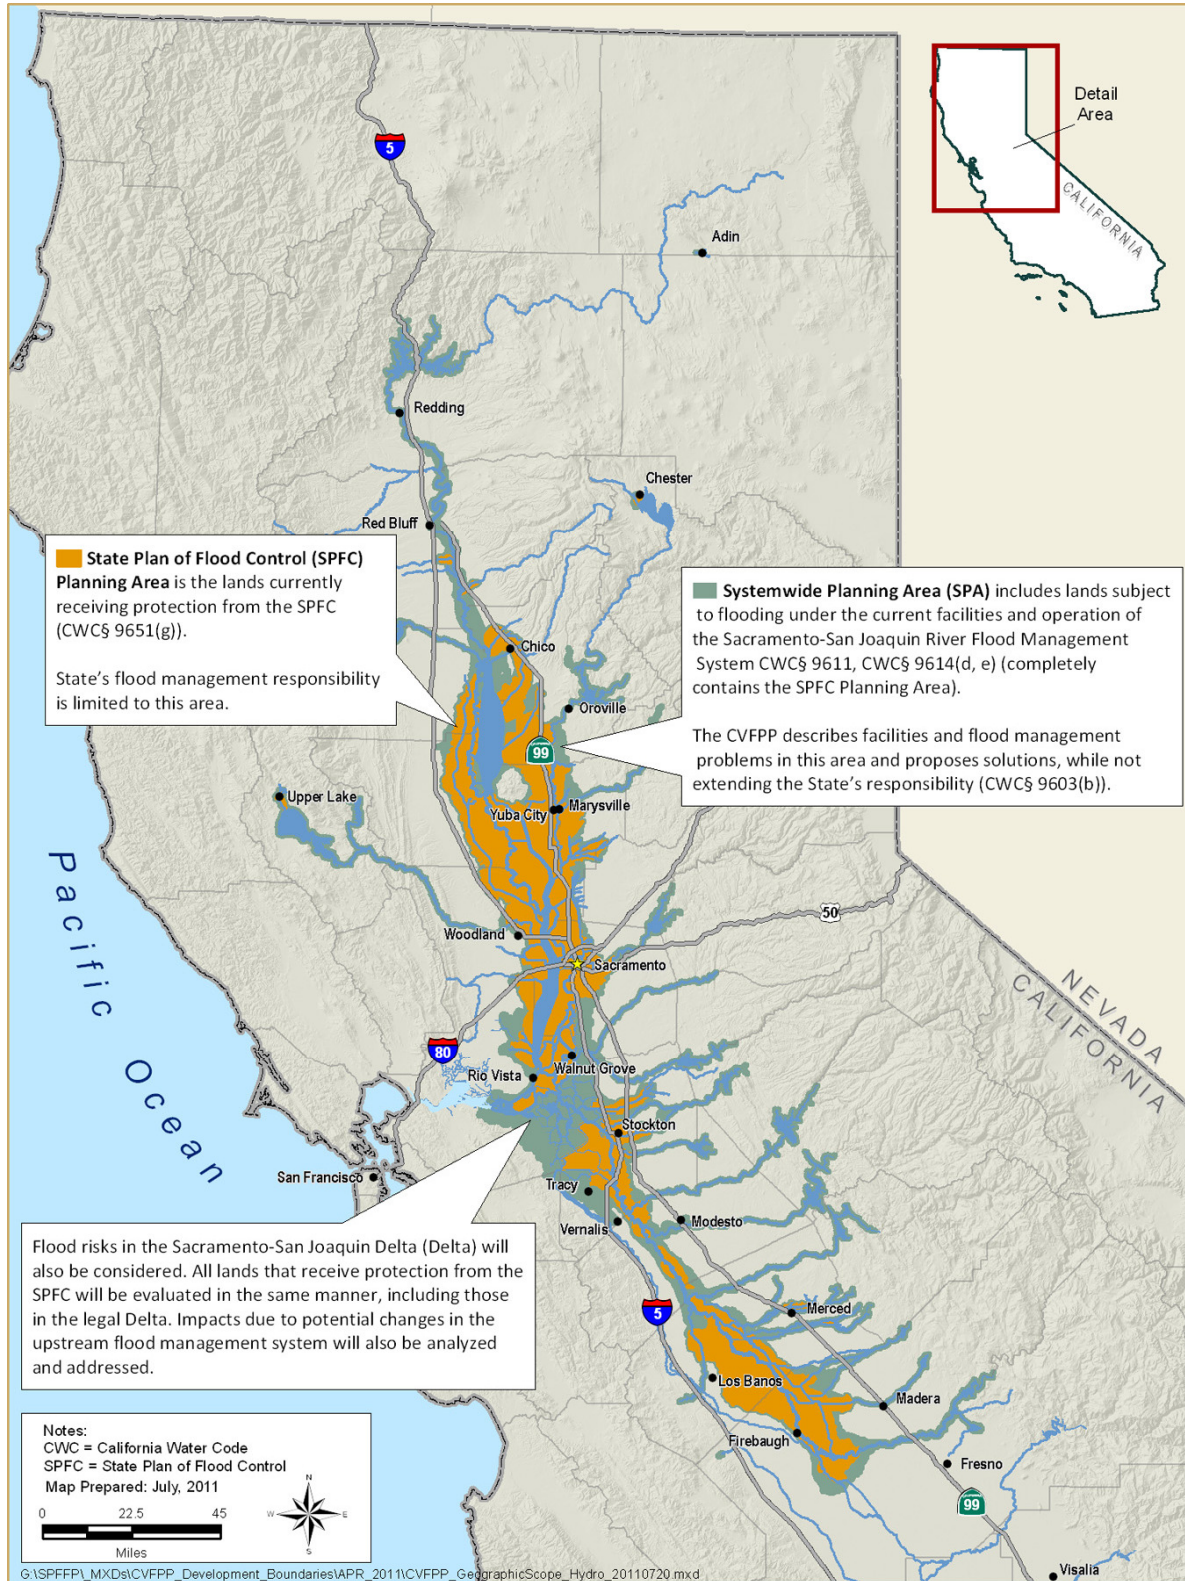 5
Adin
Detail
Area
CALIFORNIA
Redding
Chester
Red Bluff
State Plan of Flood Control (SPFC)
Planning Area is the lands currently
receiving protection from the SPFC
(CWC§ 9651(g)).
State's flood management responsibility
is limited to this area.
Systemwide Planning Area (SPA) includes lands subject
to flooding under the current facilities and operation of
the Sacramento-San Joaquin River Flood Management
System CWC§ 9611, CWC§ 9614(d, e) (completely
contains the SPFC Planning Area).
The CVFPP describes facilities and flood management
problems in this area and proposes solutions, while not
extending the State's responsibility (CWC§ 9603(b)).
Chico
Oroville
CALIFORNIA
99
Upper Lake
Marysville
Yuba City
50
Woodland
Sacramento
Pacific Ocean
NEVADA
CALIFORNIA
80
Walnut Grove
Rio Vista
Stockton
San Francisco
Tracy
Modesto
Vernalis
Flood risks in the Sacramento-San Joaquin Delta (Delta) will
also be considered. All lands that receive protection from the
SPFC will be evaluated in the same manner, including those
in the legal Delta. Impacts due to potential changes in the
upstream flood management system will also be analyzed
and addressed.
5
Merced
Los Banos
Madera
Firebaugh
Fresno
CALIFORNIA
99
Visalia
Notes:
CWC = California Water Code
SPFC = State Plan of Flood Control
Map Prepared: July, 2011
N
W E
S
0 22.5 45
Miles
G:\SPFFP\_MXDs\CVFPP_Development_Boundaries\APR_2011\CVFPP_GeographicScope_Hydro_20110720.mxd